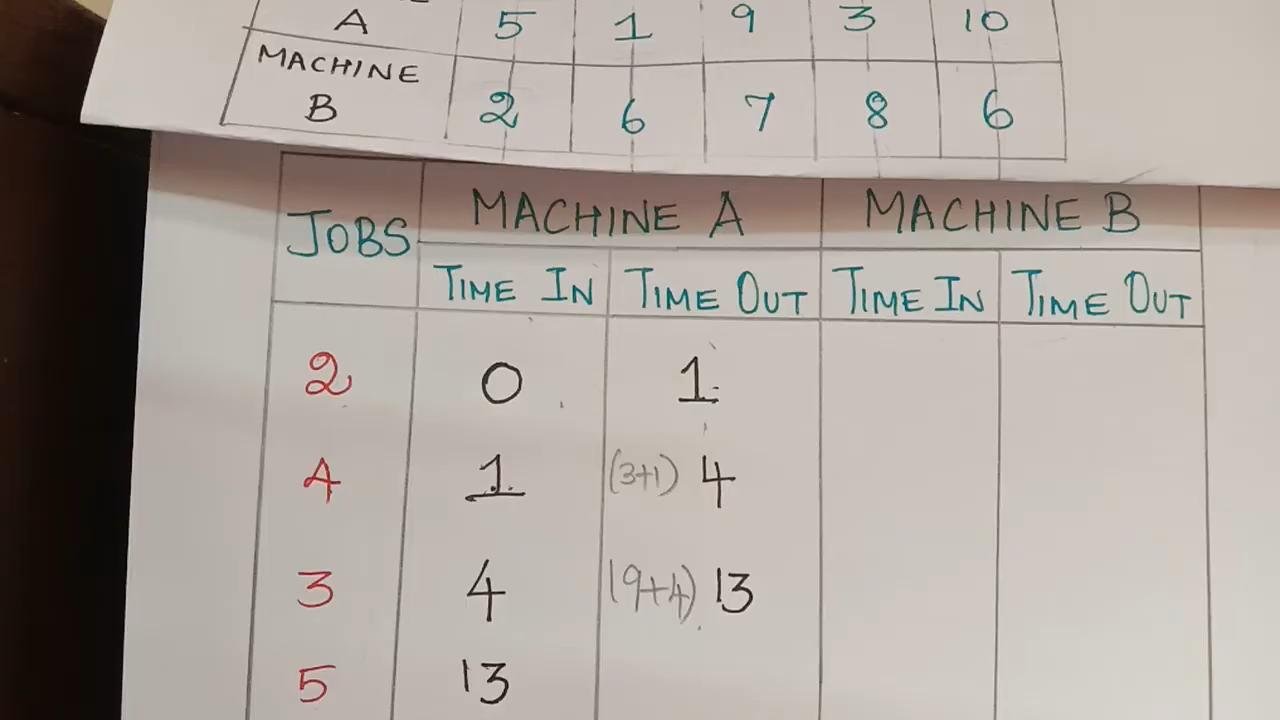 A 5 1 9 3 10
MACHINE
B 2 6 7 8 6
JOBS MACHINE A MACHINE B
TIME IN TIME OUT TIME IN TIME OUT
2 0 1
4 1 (3+1) 4
3 4 (9+4) 13
5 13